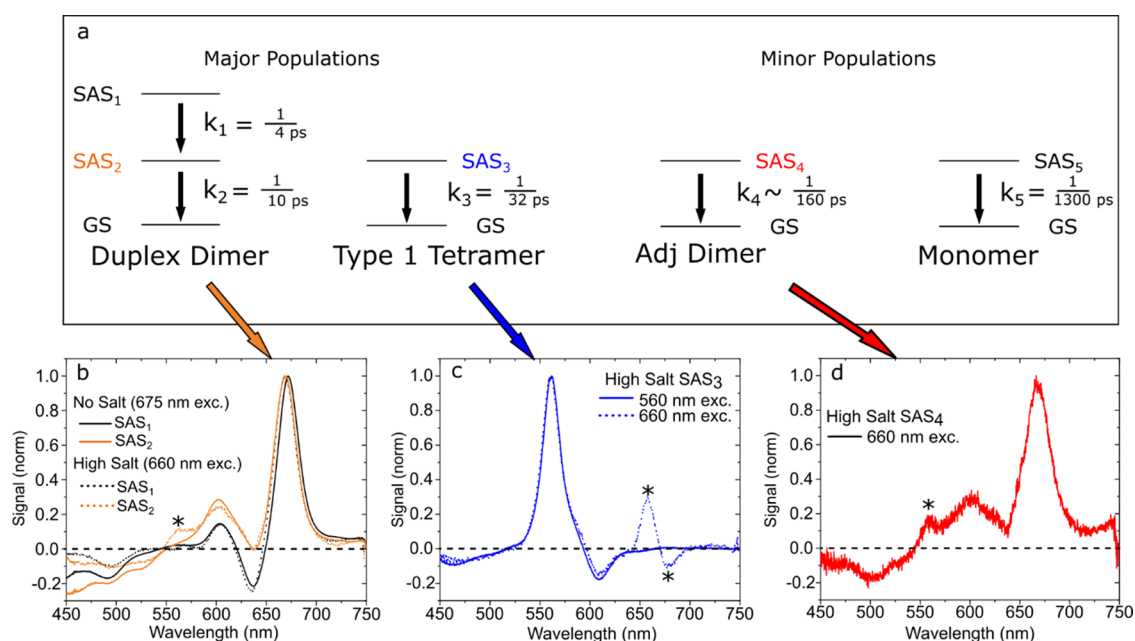 a
Major Populations
Minor Populations
SAS₁
k₁ = 1/4 ps
SAS₂
SAS₃
SAS₄
SAS₅
k₂ = 1/10 ps
k₃ = 1/32 ps
k₄ ~ 1/160 ps
k₅ = 1/1300 ps
GS
GS
GS
GS
Duplex Dimer
Type 1 Tetramer
Adj Dimer
Monomer
b
No Salt (675 nm exc.)
SAS₁
SAS₂
High Salt (660 nm exc.)
SAS₁
SAS₂
*
Signal (norm)
1.0
0.8
0.6
0.4
0.2
0.0
-0.2
450 500 550 600 650 700 750
Wavelength (nm)
c
High Salt SAS₃
560 nm exc.
660 nm exc.
*
*
Signal (norm)
1.0
0.8
0.6
0.4
0.2
0.0
-0.2
450 500 550 600 650 700 750
Wavelength (nm)
d
High Salt SAS₄
660 nm exc.
*
Signal (norm)
1.0
0.8
0.6
0.4
0.2
0.0
-0.2
450 500 550 600 650 700 750
Wavelength (nm)